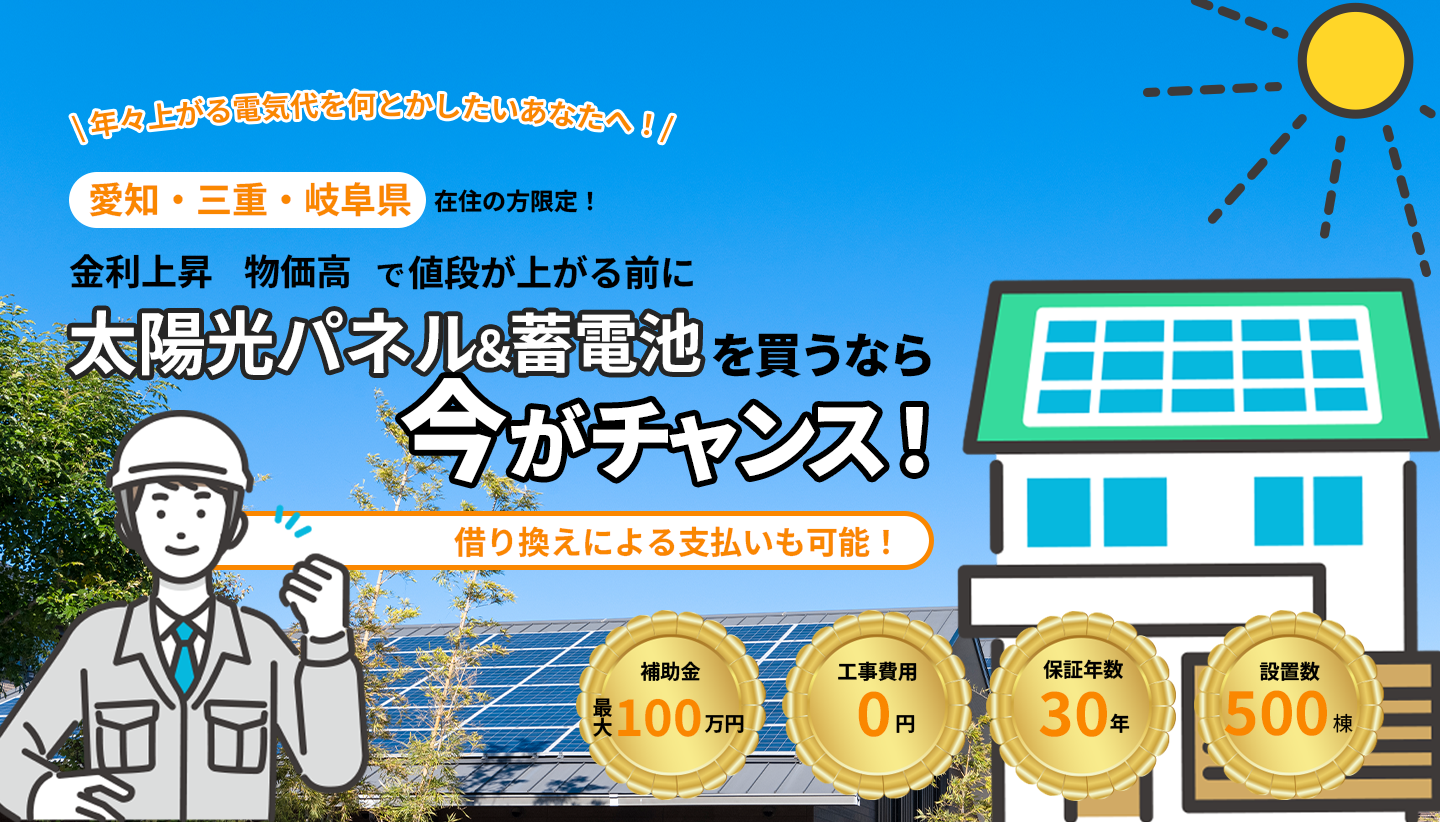 \ 年々上がる電気代を何とかしたいあなたへ！/
愛知・三重・岐阜県 在住の方限定！
金利上昇 物価高 で値段が上がる前に
太陽光パネル&蓄電池を買うなら
今がチャンス！
借り換えによる支払いも可能！
補助金
最大100万円
工事費用
0円
保証年数
30年
設置数
500棟